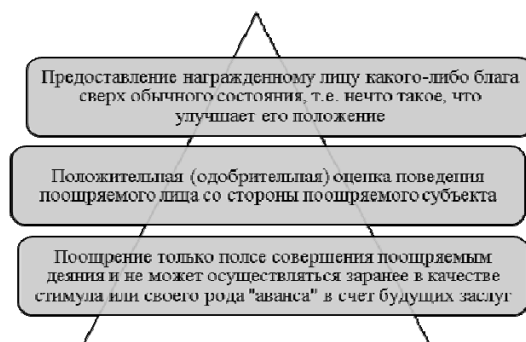 Предоставление награжденному лицу какого-либо блага
сверх обычного состояния, т.е. нечто такое, что
улучшает его положение
Положительная (одобрительная) оценка поведения
поощряемого лица со стороны поощряемого субъекта
Поощрение только полсе совершения поощряемым
деяния и не может осуществляться заранее в качестве
стимула или своего рода "аванса" в счет будущих заслуг